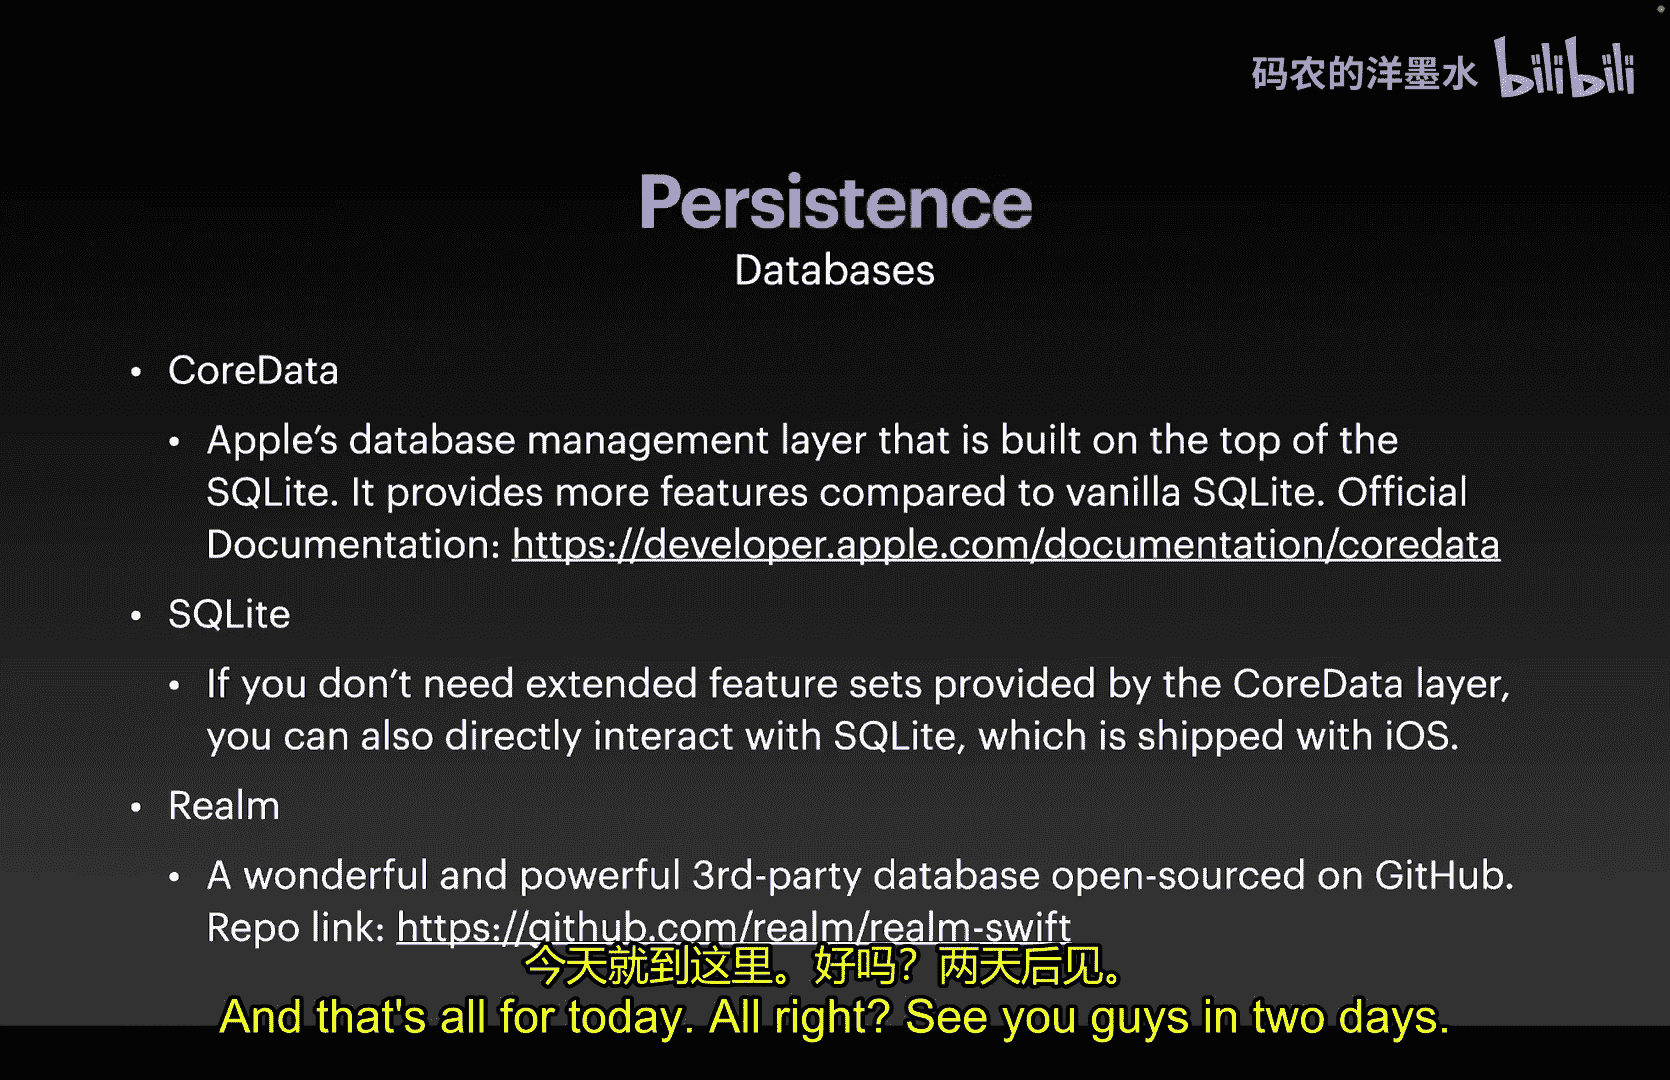 码农的洋墨水 bilibili
Persistence
Databases
• CoreData
• Apple’s database management layer that is built on the top of the
SQLite. It provides more features compared to vanilla SQLite. Official
Documentation: https://developer.apple.com/documentation/coredata
• SQLite
• If you don’t need extended feature sets provided by the CoreData layer,
you can also directly interact with SQLite, which is shipped with iOS.
• Realm
• A wonderful and powerful 3rd-party database open-sourced on GitHub.
Repo link: https://github.com/realm/realm-swift
今天就到这里。好吗？两天后见。
And that's all for today. All right? See you guys in two days.